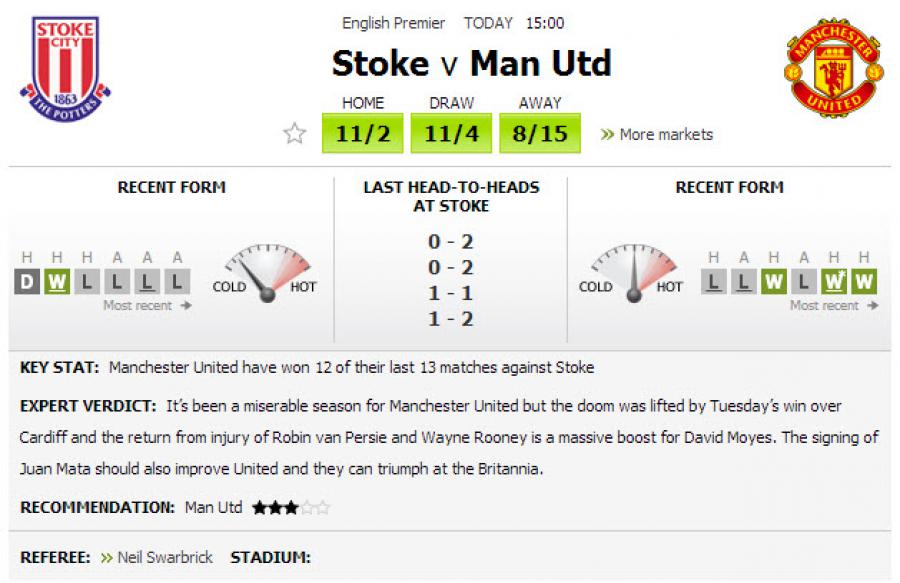 English Premier TODAY 15:00
STOKE
CITY
1863
THE POTTERS
Stoke v Man Utd
MANCHESTER
UNITED
HOME DRAW AWAY
11/2 11/4 8/15 » More markets
RECENT FORM
H H H A A A
D W L L L L
Most recent →
COLD HOT
LAST HEAD-TO-HEADS
AT STOKE
0 - 2
0 - 2
1 - 1
1 - 2
RECENT FORM
COLD HOT
H A H A H H
L L W L W* W
Most recent →
KEY STAT: Manchester United have won 12 of their last 13 matches against Stoke
EXPERT VERDICT: It's been a miserable season for Manchester United but the doom was lifted by Tuesday's win over
Cardiff and the return from injury of Robin van Persie and Wayne Rooney is a massive boost for David Moyes. The signing of
Juan Mata should also improve United and they can triumph at the Britannia.
RECOMMENDATION: Man Utd ★★★☆☆
REFEREE: » Neil Swarbrick STADIUM: